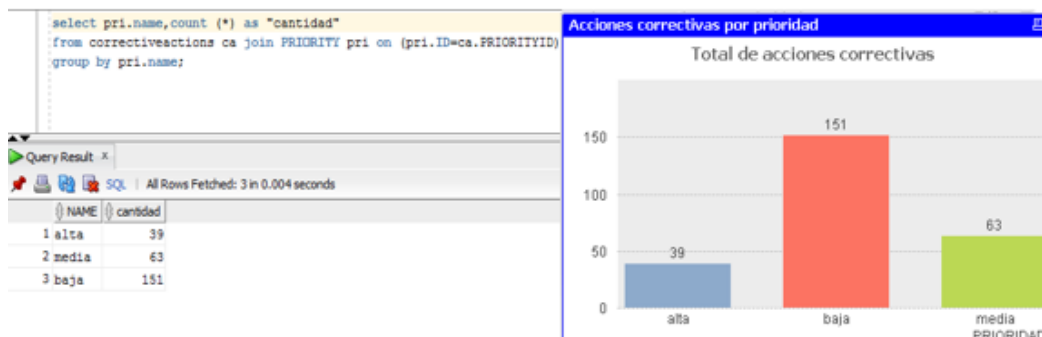 select pri.name,count (*) as "cantidad"
from correctiveactions ca join PRIORITY pri on (pri.ID=ca.PRIORITYID)
group by pri.name;
Query Result x
SQL | All Rows Fetched: 3 in 0.004 seconds
NAME cantidad
1 alta 39
2 media 63
3 baja 151
Acciones correctivas por prioridad
Total de acciones correctivas
150
100
50
0
39
151
63
alta baja media
PRIORIDAD